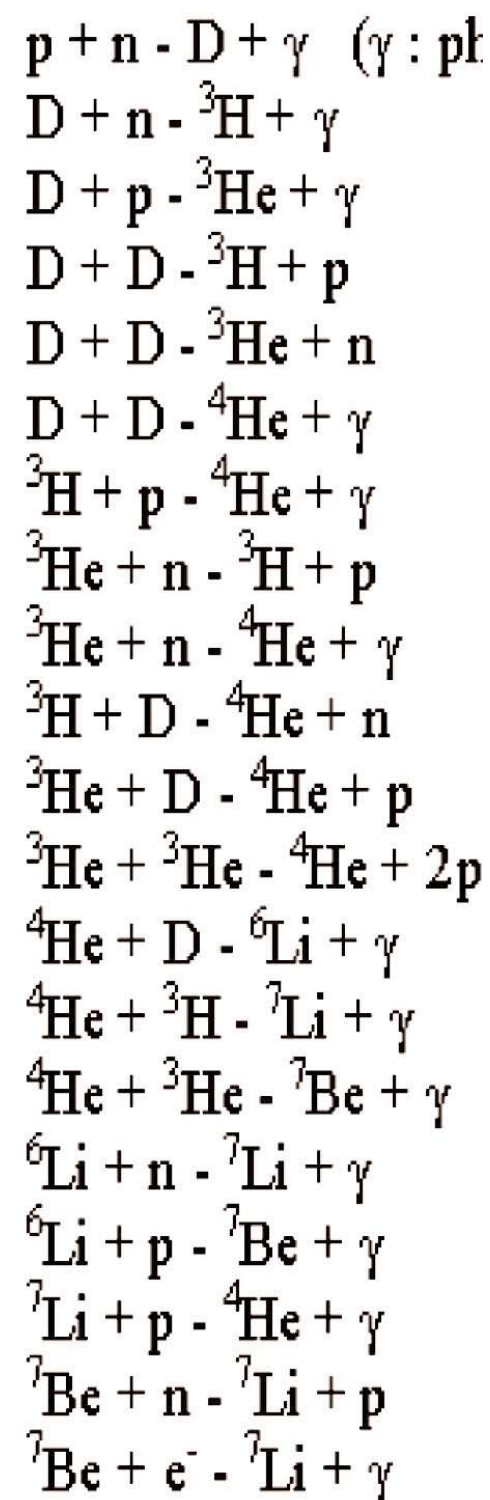 p + n - D + γ (γ : ph
D + n - ³H + γ
D + p - ³He + γ
D + D - ³H + p
D + D - ³He + n
D + D - ⁴He + γ
³H + p - ⁴He + γ
³He + n - ³H + p
³He + n - ⁴He + γ
³H + D - ⁴He + n
³He + D - ⁴He + p
³He + ³He - ⁴He + 2p
⁴He + D - ⁶Li + γ
⁴He + ³H - ⁷Li + γ
⁴He + ³He - ⁷Be + γ
⁶Li + n - ⁷Li + γ
⁶Li + p - ⁷Be + γ
⁷Li + p - ⁴He + γ
⁷Be + n - ⁷Li + p
⁷Be + e⁻ - ⁷Li + γ